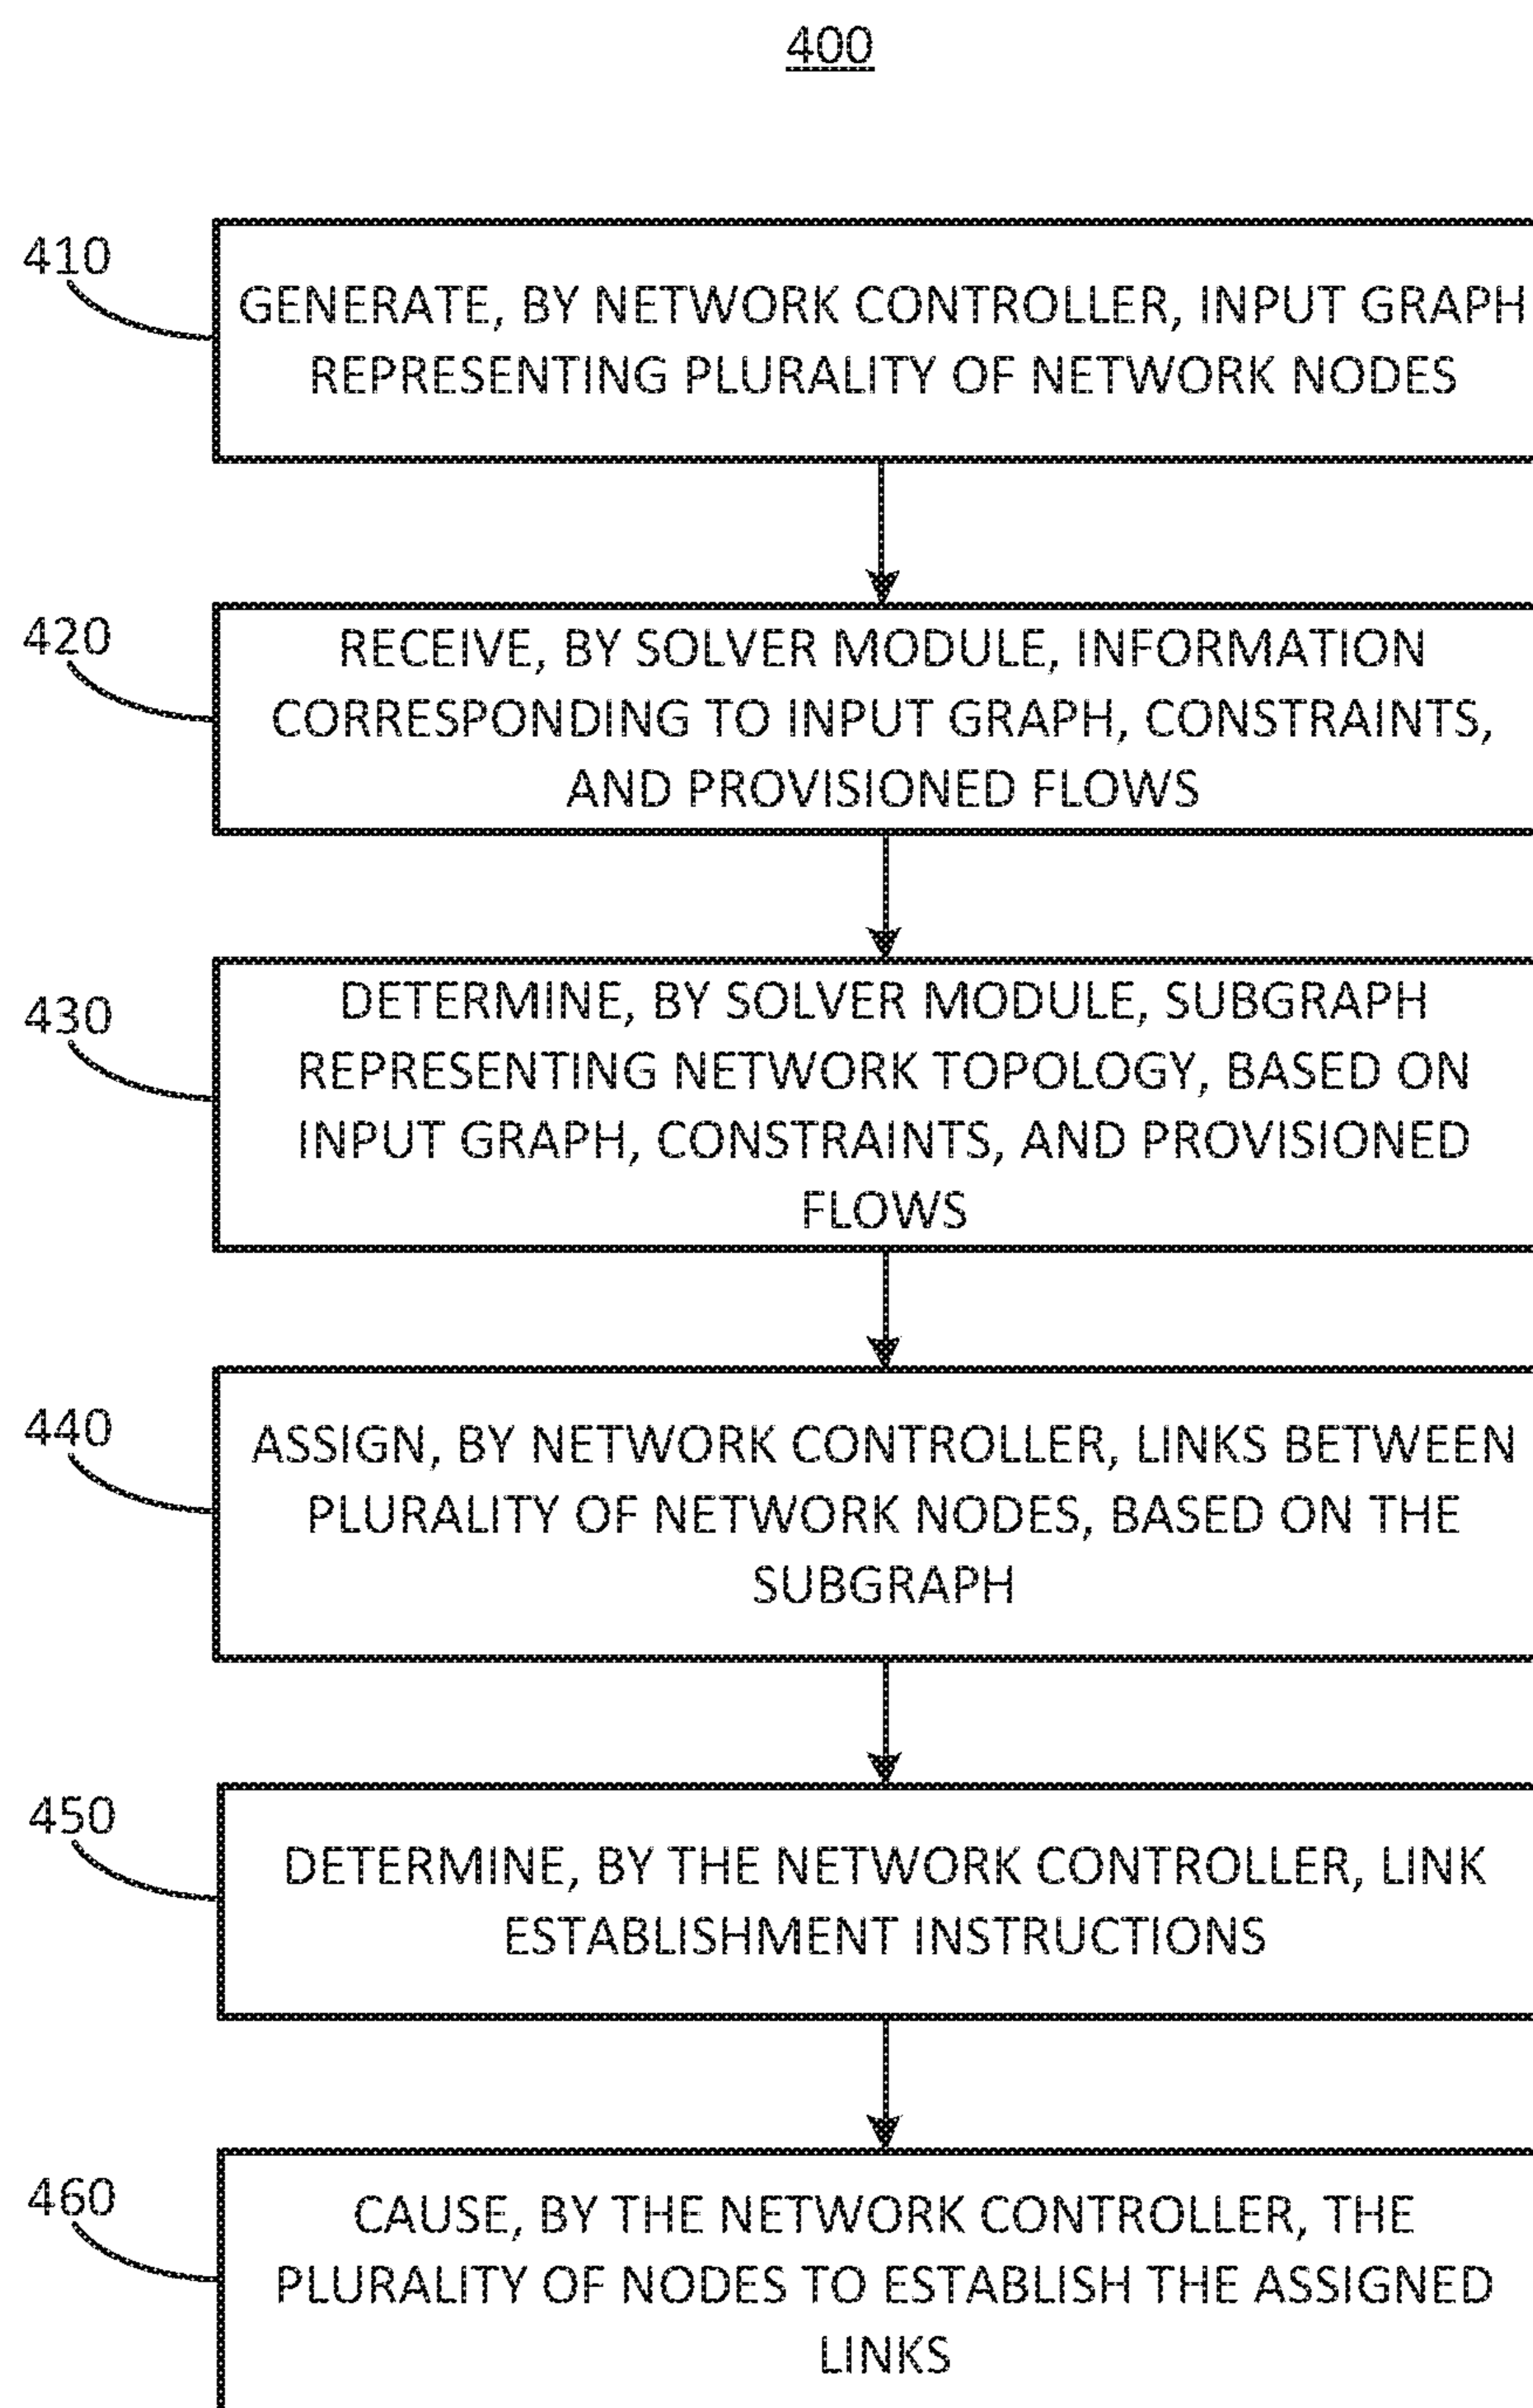 400
410
GENERATE, BY NETWORK CONTROLLER, INPUT GRAPH
REPRESENTING PLURALITY OF NETWORK NODES
420
RECEIVE, BY SOLVER MODULE, INFORMATION
CORRESPONDING TO INPUT GRAPH, CONSTRAINTS,
AND PROVISIONED FLOWS
430
DETERMINE, BY SOLVER MODULE, SUBGRAPH
REPRESENTING NETWORK TOPOLOGY, BASED ON
INPUT GRAPH, CONSTRAINTS, AND PROVISIONED
FLOWS
440
ASSIGN, BY NETWORK CONTROLLER, LINKS BETWEEN
PLURALITY OF NETWORK NODES, BASED ON THE
SUBGRAPH
450
DETERMINE, BY THE NETWORK CONTROLLER, LINK
ESTABLISHMENT INSTRUCTIONS
460
CAUSE, BY THE NETWORK CONTROLLER, THE
PLURALITY OF NODES TO ESTABLISH THE ASSIGNED
LINKS